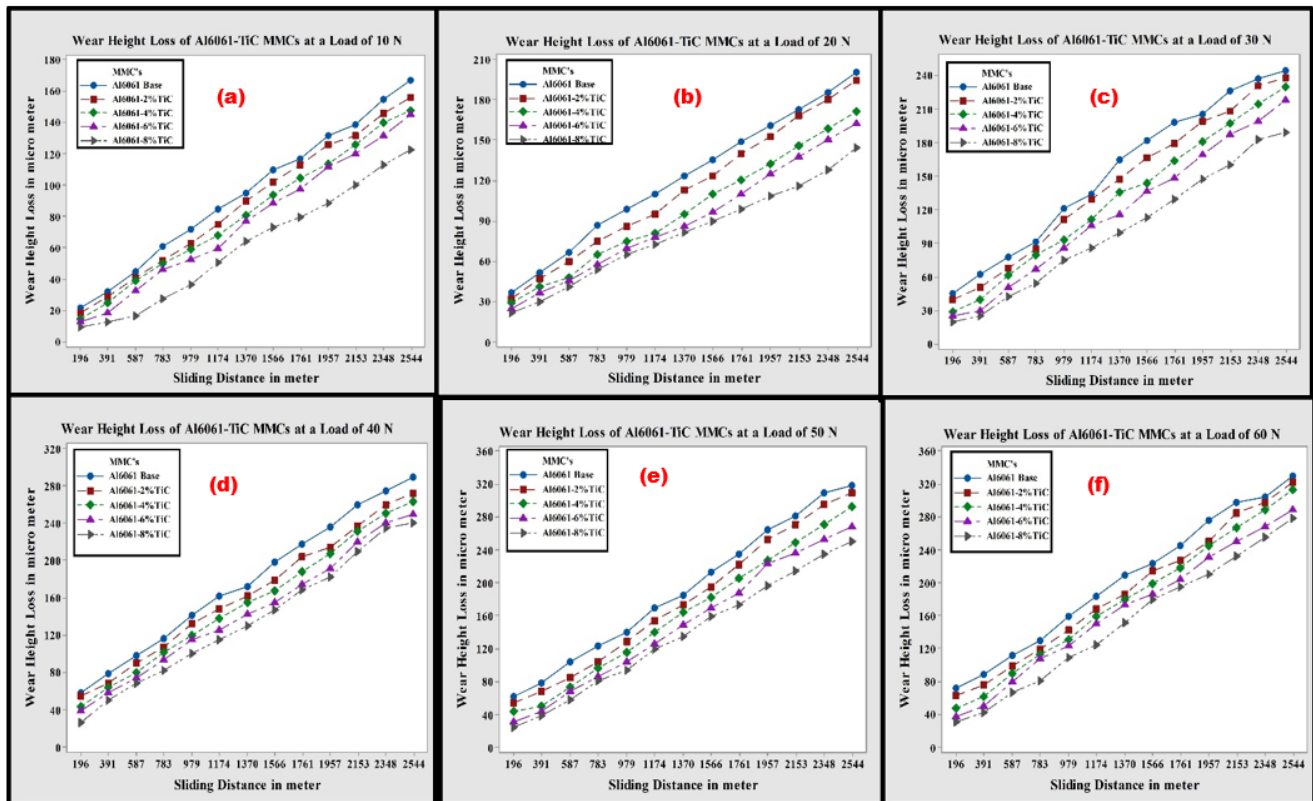 Wear Height Loss of Al6061-TiC MMCs at a Load of 10 N
180
160
140
120
100
80
60
40
20
0
Wear Height Loss in micro meter
MMC's
Al6061 Base
Al6061-2%TiC
Al6061-4%TiC
Al6061-6%TiC
Al6061-8%TiC
(a)
196 391 587 783 979 1174 1370 1566 1761 1957 2153 2348 2544
Sliding Distance in meter
Wear Height Loss of Al6061-TiC MMCs at a Load of 20 N
210
180
150
120
90
60
30
0
Wear Height Loss in micro meter
MMC's
Al6061 Base
Al6061-2%TiC
Al6061-4%TiC
Al6061-6%TiC
Al6061-8%TiC
(b)
196 391 587 783 979 1174 1370 1566 1761 1957 2153 2348 2544
Sliding Distance in meter
Wear Height Loss of Al6061-TiC MMCs at a Load of 30 N
240
210
180
150
120
90
60
30
0
Wear Height Loss in micro meter
MMC's
Al6061 Base
Al6061-2%TiC
Al6061-4%TiC
Al6061-6%TiC
Al6061-8%TiC
(c)
196 391 587 783 979 1174 1370 1566 1761 1957 2153 2348 2544
Sliding Distance in meter
Wear Height Loss of Al6061-TiC MMCs at a Load of 40 N
320
280
240
200
160
120
80
40
0
Wear Height Loss in micro meter
MMC's
Al6061 Base
Al6061-2%TiC
Al6061-4%TiC
Al6061-6%TiC
Al6061-8%TiC
(d)
196 391 587 783 979 1174 1370 1566 1761 1957 2153 2348 2544
Sliding Distance in meter
Wear Height Loss of Al6061-TiC MMCs at a Load of 50 N
360
320
280
240
200
160
120
80
40
0
Wear Height Loss in micro meter
MMC's
Al6061 Base
Al6061-2%TiC
Al6061-4%TiC
Al6061-6%TiC
Al6061-8%TiC
(e)
196 391 587 783 979 1174 1370 1566 1761 1957 2153 2348 2544
Sliding Distance in meter
Wear Height Loss of Al6061-TiC MMCs at a Load of 60 N
360
320
280
240
200
160
120
80
40
0
Wear Height Loss in micro meter
MMC's
Al6061 Base
Al6061-2%TiC
Al6061-4%TiC
Al6061-6%TiC
Al6061-8%TiC
(f)
196 391 587 783 979 1174 1370 1566 1761 1957 2153 2348 2544
Sliding Distance in meter